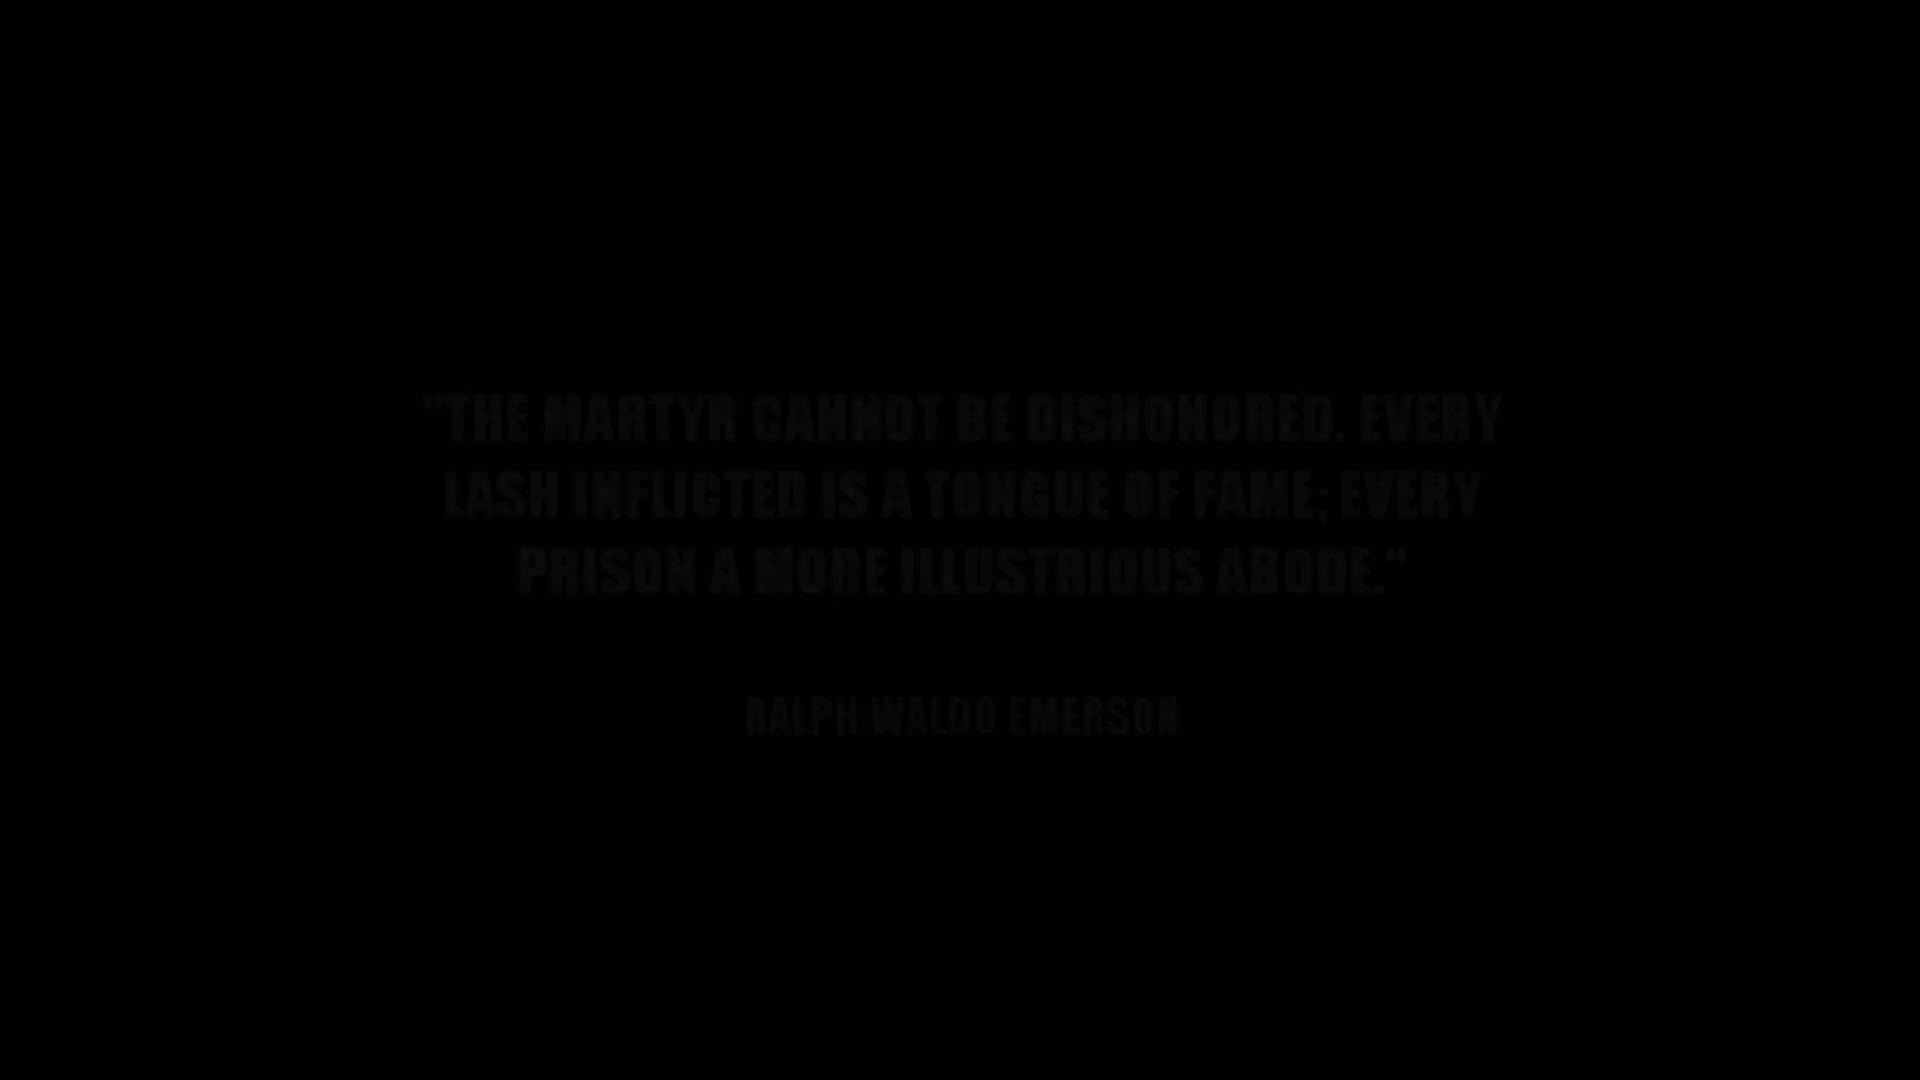 "THE MARTYR CANNOT BE DISHONORED. EVERY
LASH INFLICTED IS A TONGUE OF FAME; EVERY
PRISON A MORE ILLUSTRIOUS ABODE."
RALPH WALDO EMERSON